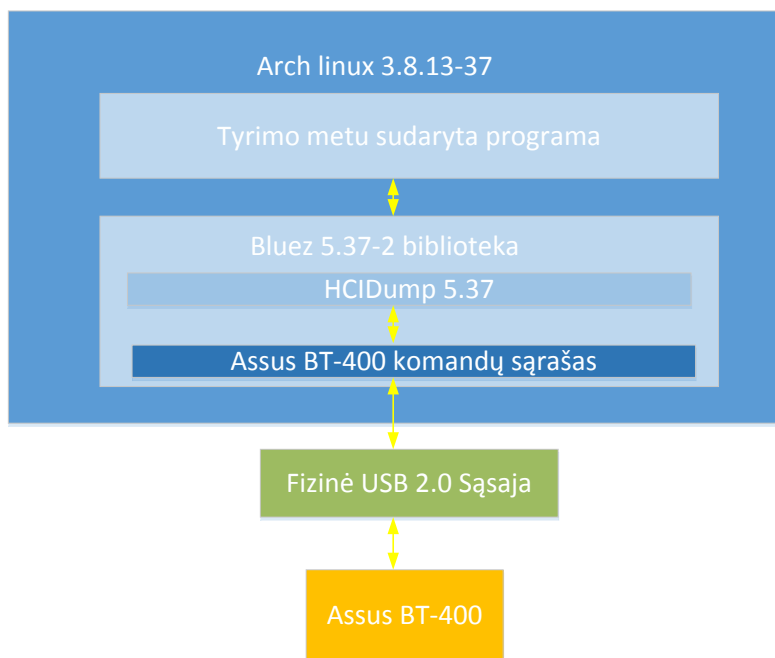 Arch linux 3.8.13-37
Tyrimo metu sudaryta programa
Bluez 5.37-2 biblioteka
HCIDump 5.37
Assus BT-400 komandų sąrašas
Fizinė USB 2.0 Sąsaja
Assus BT-400